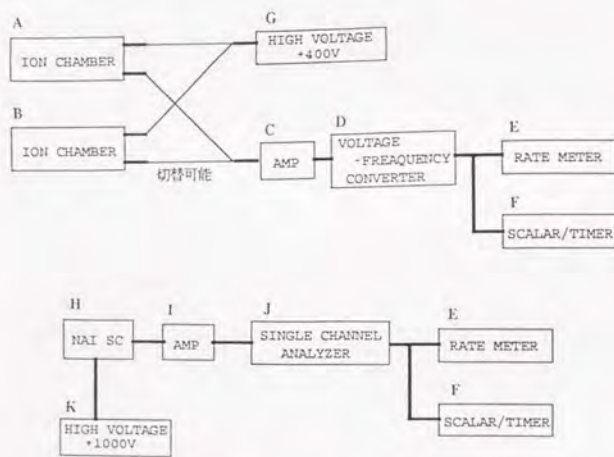 A
ION CHAMBER
G
HIGH VOLTAGE
+400V
B
ION CHAMBER
切替可能
C
AMP
D
VOLTAGE
-FREAQUENCY
CONVERTER
E
RATE METER
F
SCALAR/TIMER
H
NAI SC
I
AMP
J
SINGLE CHANNEL
ANALYZER
E
RATE METER
F
SCALAR/TIMER
K
HIGH VOLTAGE
+1000V